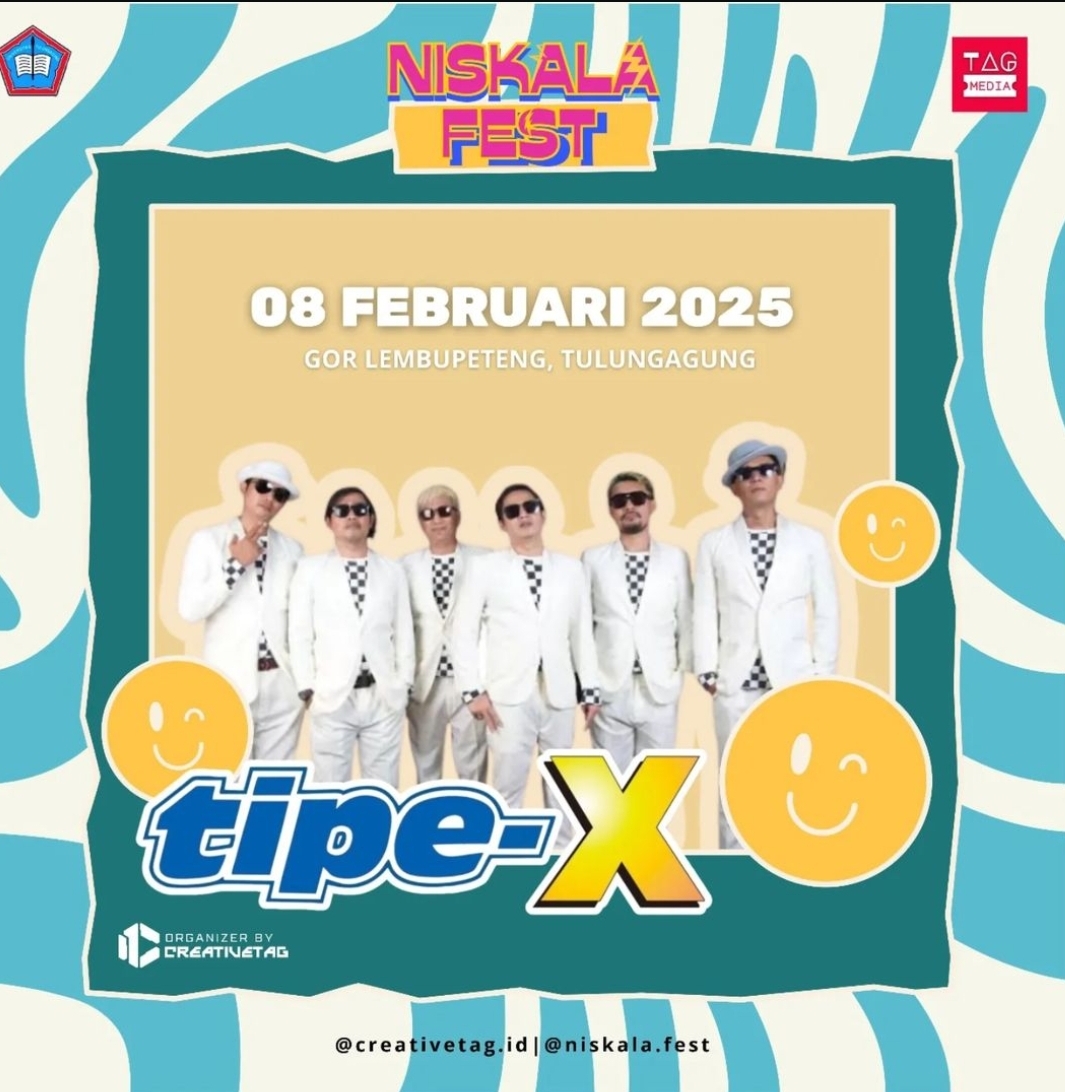 NISKALA
FEST
TAG
MEDIA
08 FEBRUARI 2025
GOR LEMBUPETENG, TULUNGAGUNG
tipe-X
ORGANIZER BY
CREATIVETAG
@creativetag.id|@niskala.fest